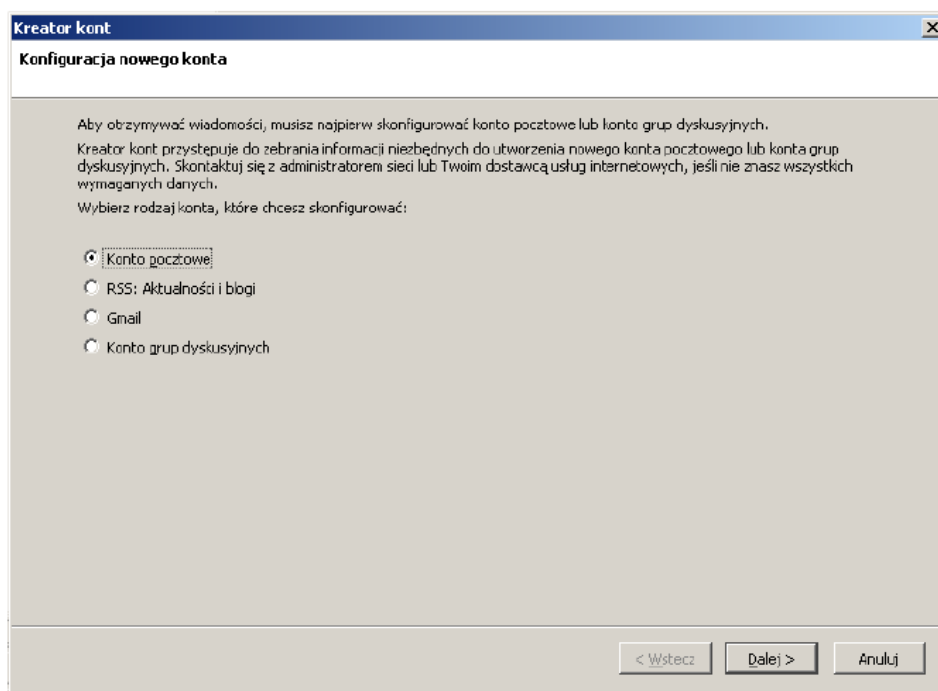 Kreator kont
Konfiguracja nowego konta
Aby otrzymywać wiadomości, musisz najpierw skonfigurować konto pocztowe lub konto grup dyskusyjnych.
Kreator kont przystępuje do zebrania informacji niezbędnych do utworzenia nowego konta pocztowego lub konta grup
dyskusyjnych. Skontaktuj się z administratorem sieci lub Twoim dostawcą usług internetowych, jeśli nie znasz wszystkich
wymaganych danych.
Wybierz rodzaj konta, które chcesz skonfigurować:
Konto pocztowe
RSS: Aktualności i blogi
Gmail
Konto grup dyskusyjnych
< Wstecz Dalej > Anuluj